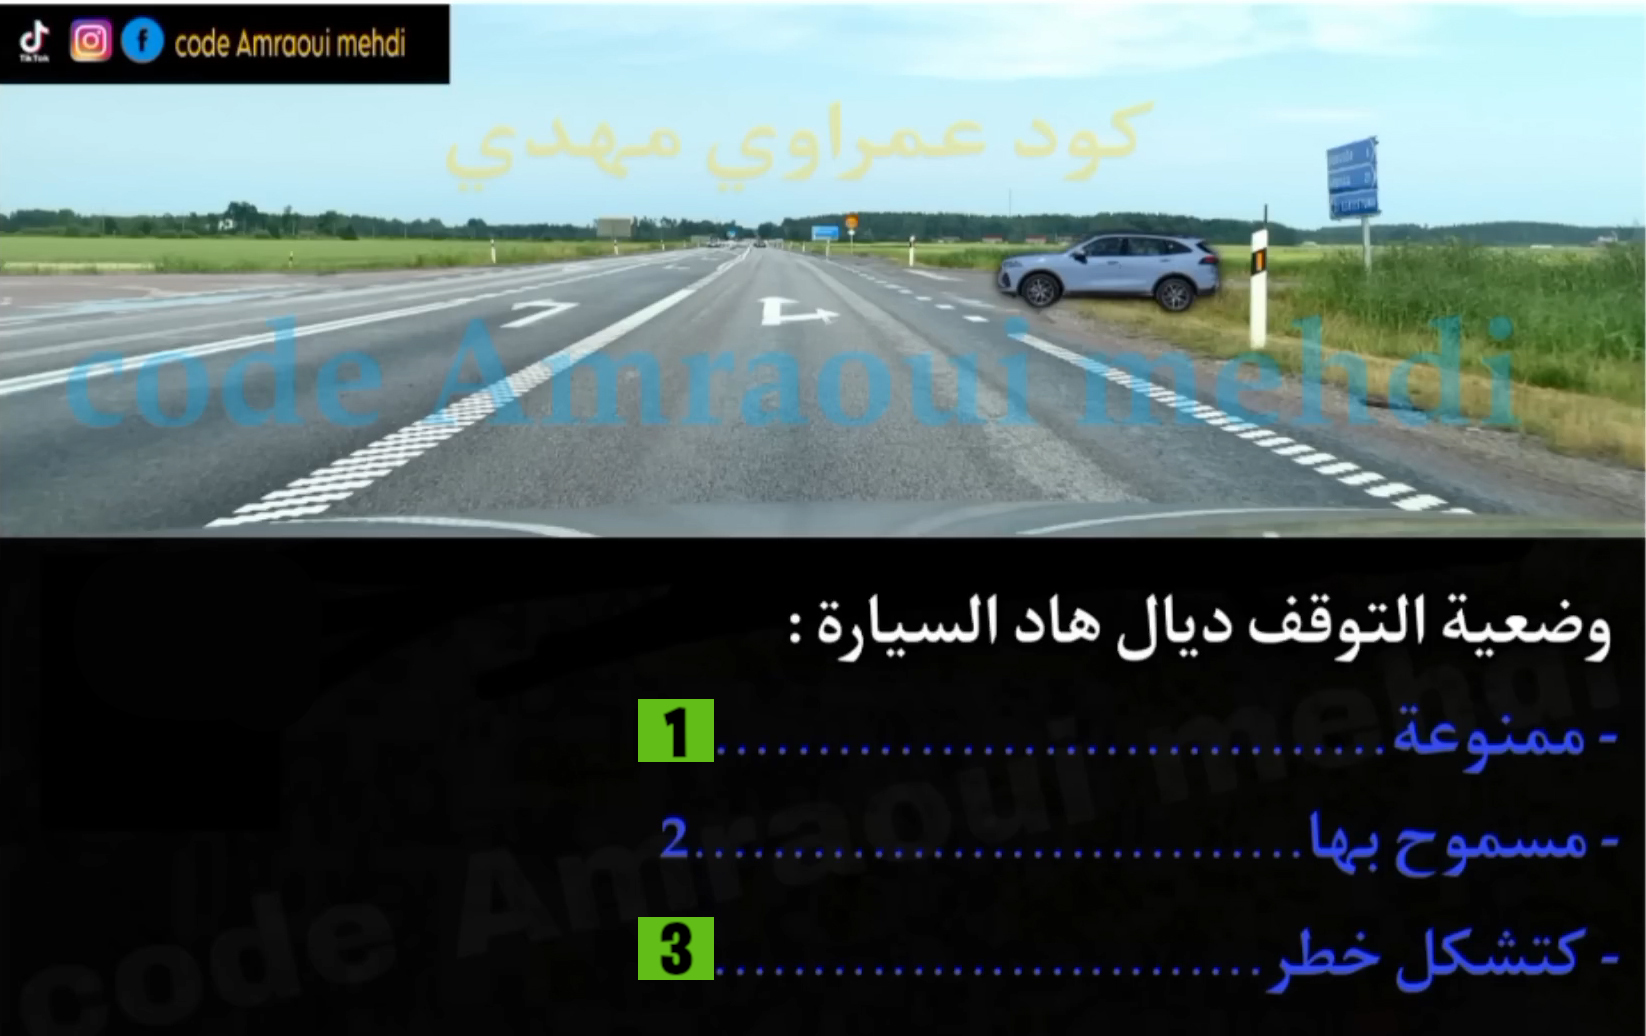 TikTok
code Amraoui mehdi
كود عمراوي مهدي
code Amraoui mehdi
وضعية التوقف ديال هاد السيارة :
- ممنوعة................................1
- مسموح بها..............................2
- كتشكل خطر...........................3
code Amraoui mehdi